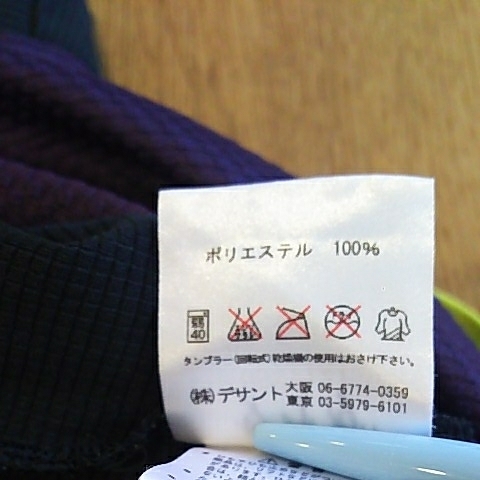 ポリエステル 100%
弱 40
タンブラー(回転式)乾燥機の使用はおさけ下さい。
(株)デサント 大阪 06-6774-0359
東京 03-5979-6101